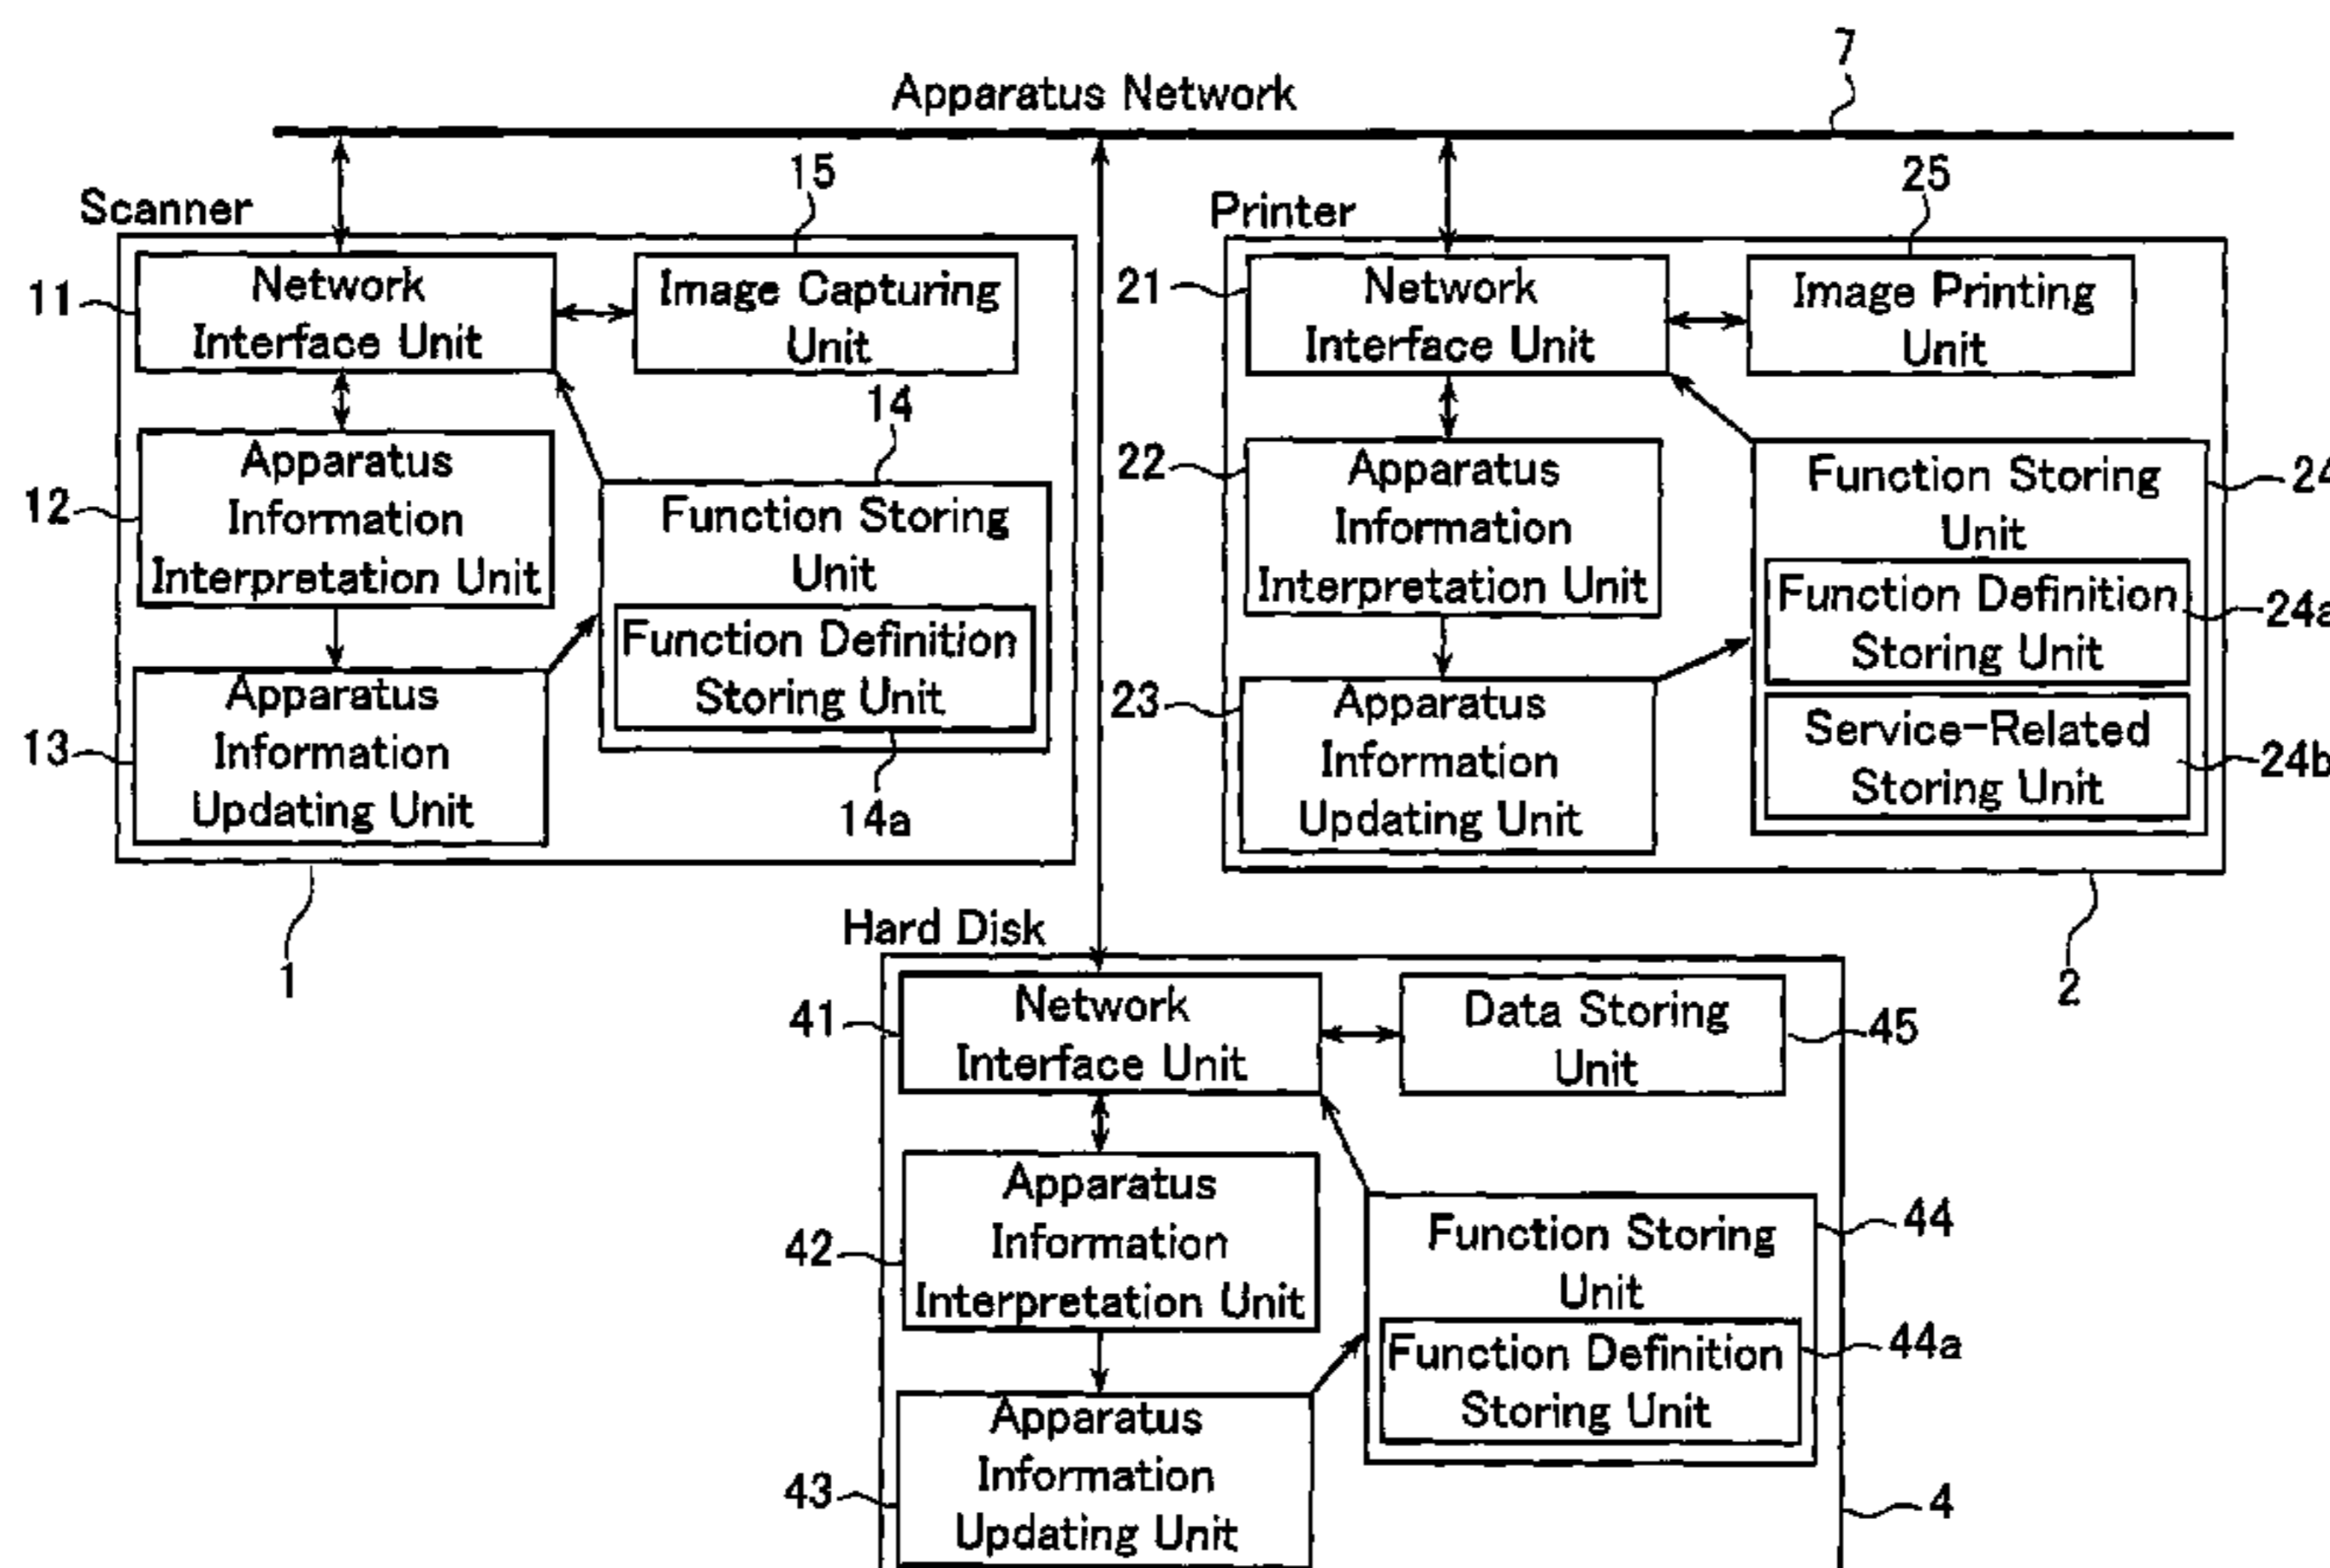 7
Apparatus Network
Scanner
15
11
Network
Interface Unit
Image Capturing
Unit
14
12
Apparatus
Information
Interpretation Unit
Function Storing
Unit
Function Definition
Storing Unit
13
Apparatus
Information
Updating Unit
14a
1
Printer
25
21
Network
Interface Unit
Image Printing
Unit
22
Apparatus
Information
Interpretation Unit
Function Storing
Unit
24
Function Definition
Storing Unit
24a
23
Apparatus
Information
Updating Unit
Service-Related
Storing Unit
24b
2
Hard Disk
41
Network
Interface Unit
Data Storing
Unit
45
42
Apparatus
Information
Interpretation Unit
Function Storing
Unit
44
Function Definition
Storing Unit
44a
43
Apparatus
Information
Updating Unit
4